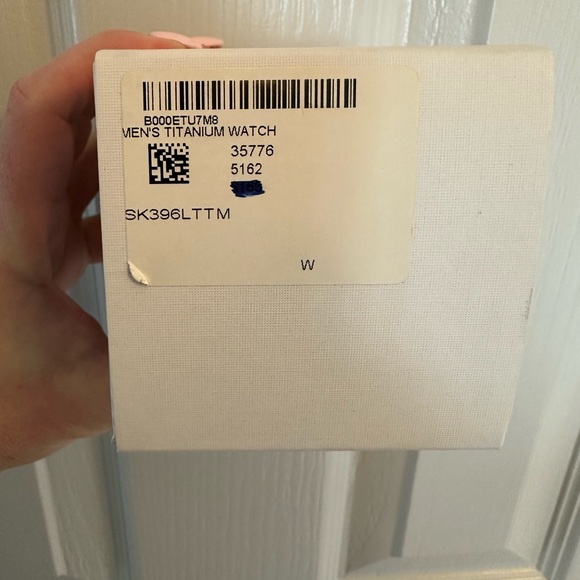 B000ETU7M8
MEN'S TITANIUM WATCH
35776
5162
SK396LTTM
W